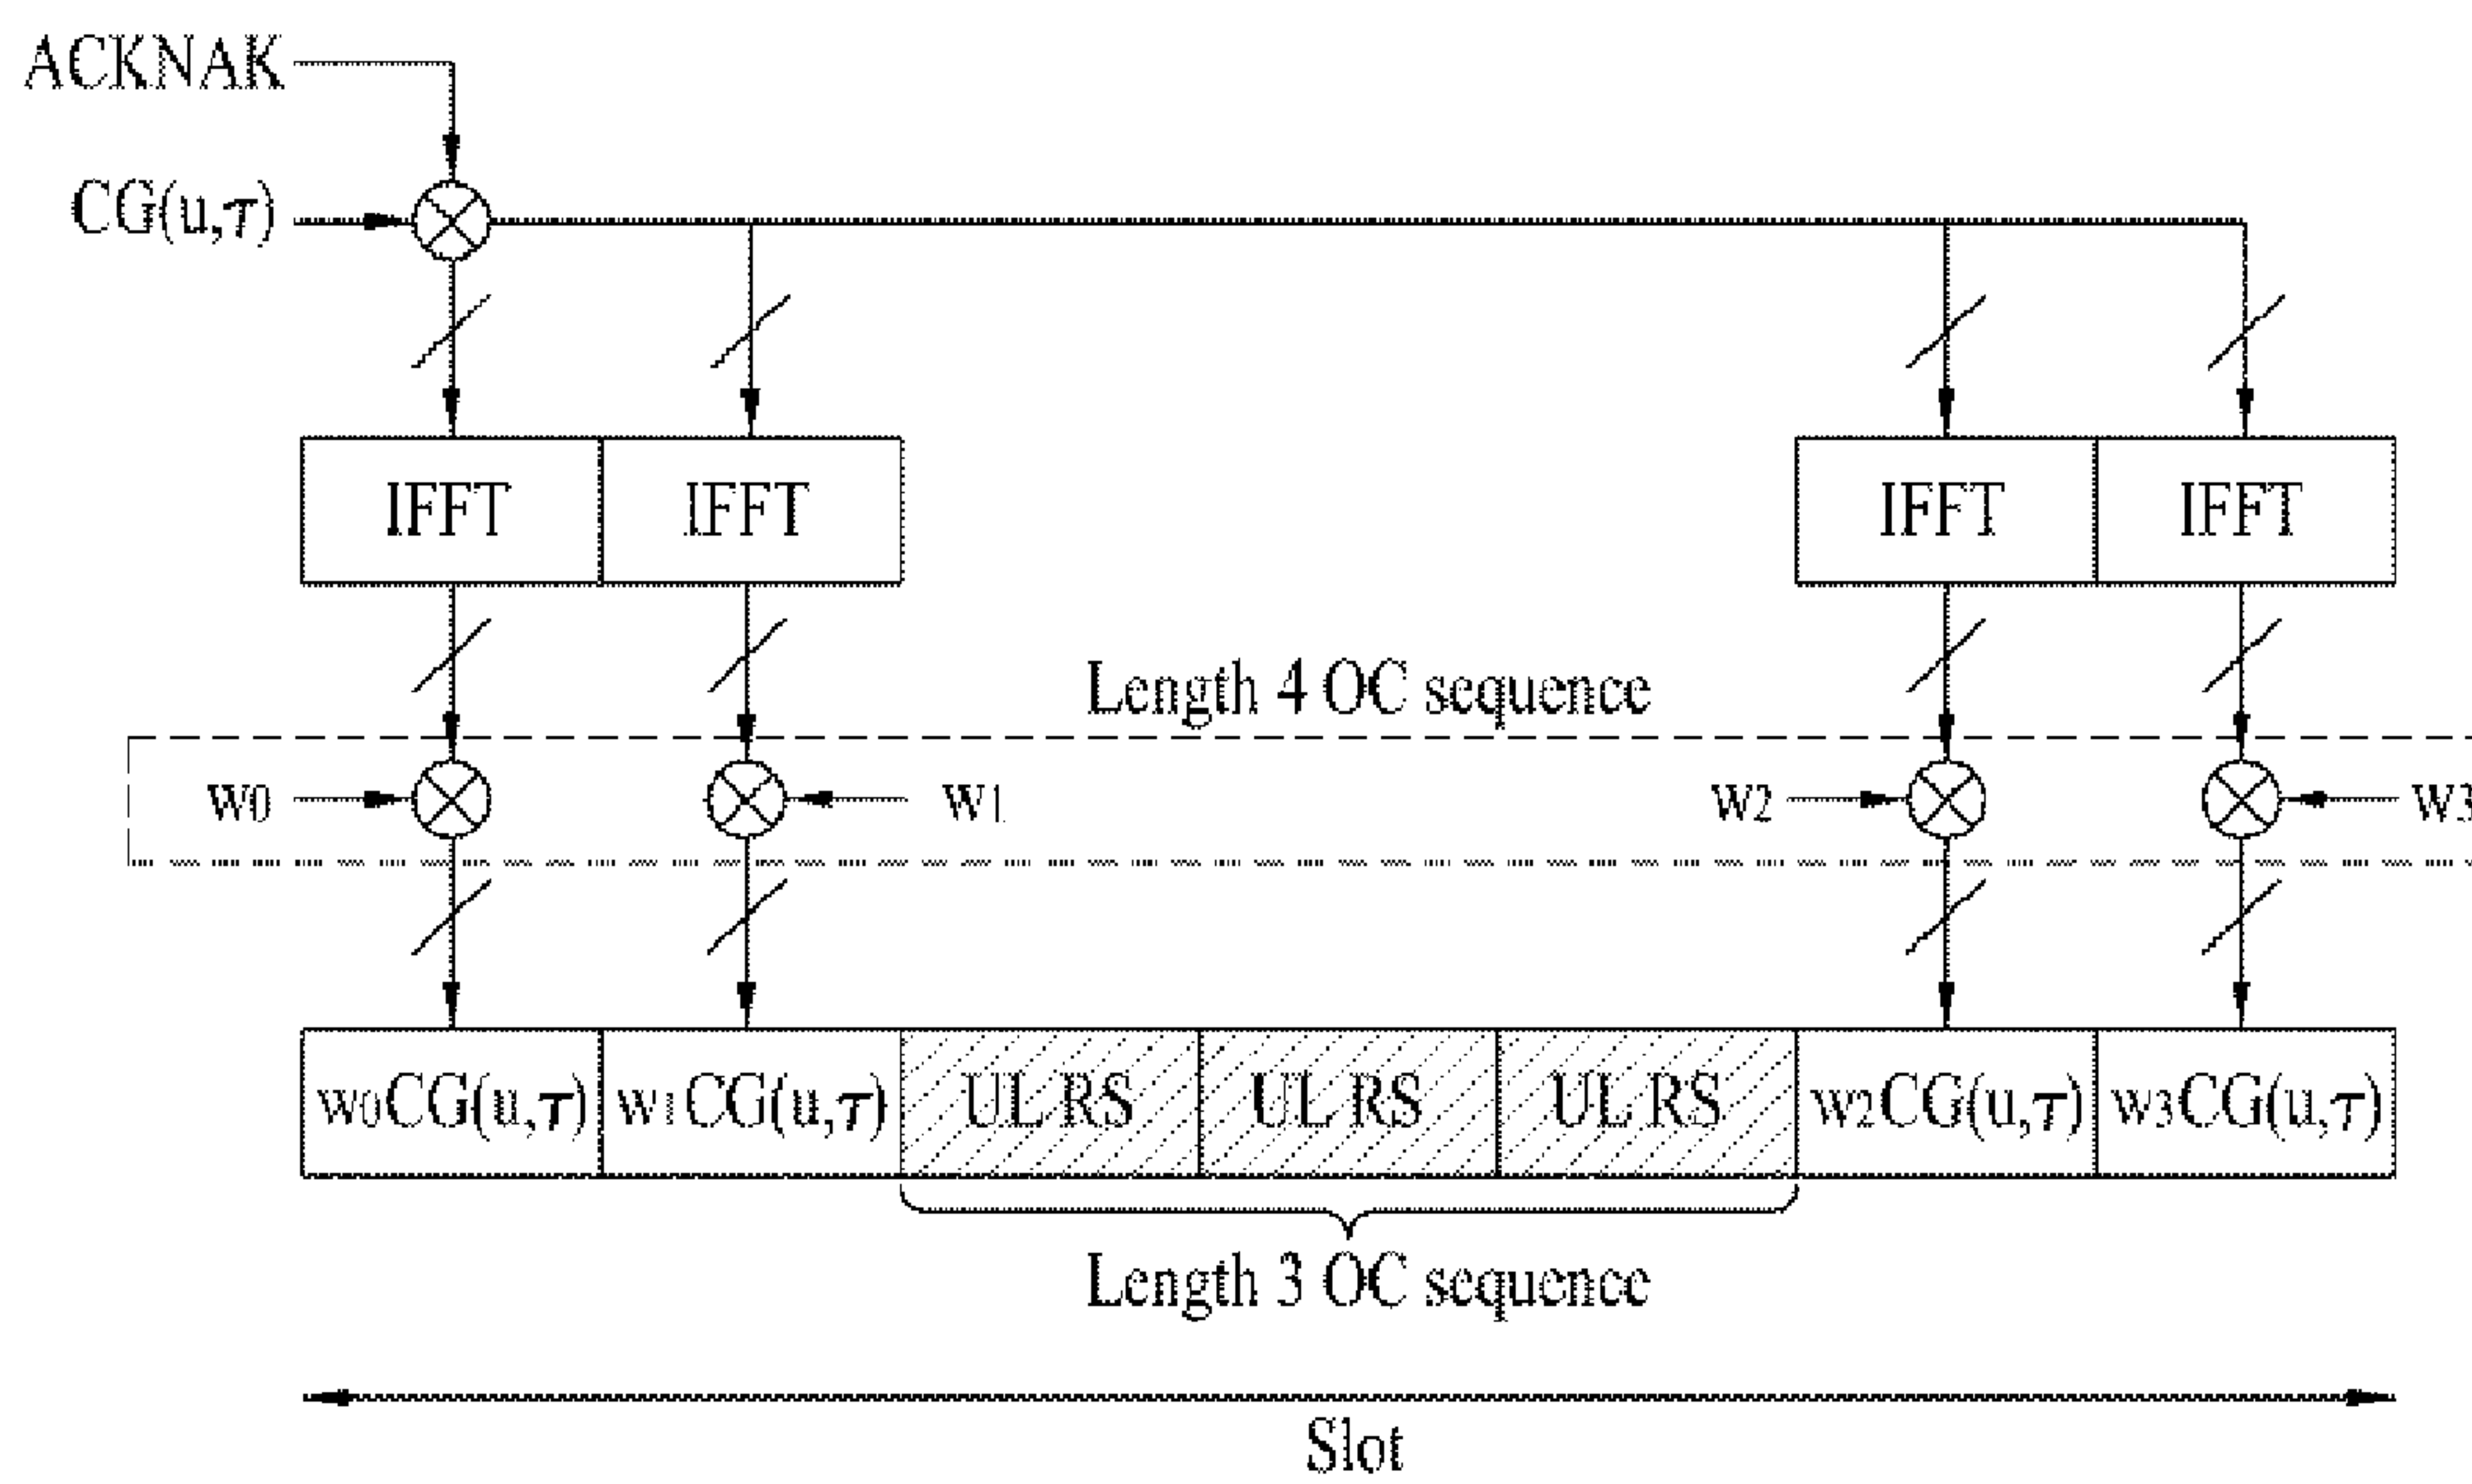 ACKNAK
CG(u,τ)
IFFT IFFT IFFT IFFT
Length 4 OC sequence
w0 w1 w2 w3
w0CG(u,τ) w1CG(u,τ) UL RS UL RS UL RS w2CG(u,τ) w3CG(u,τ)
Length 3 OC sequence
Slot